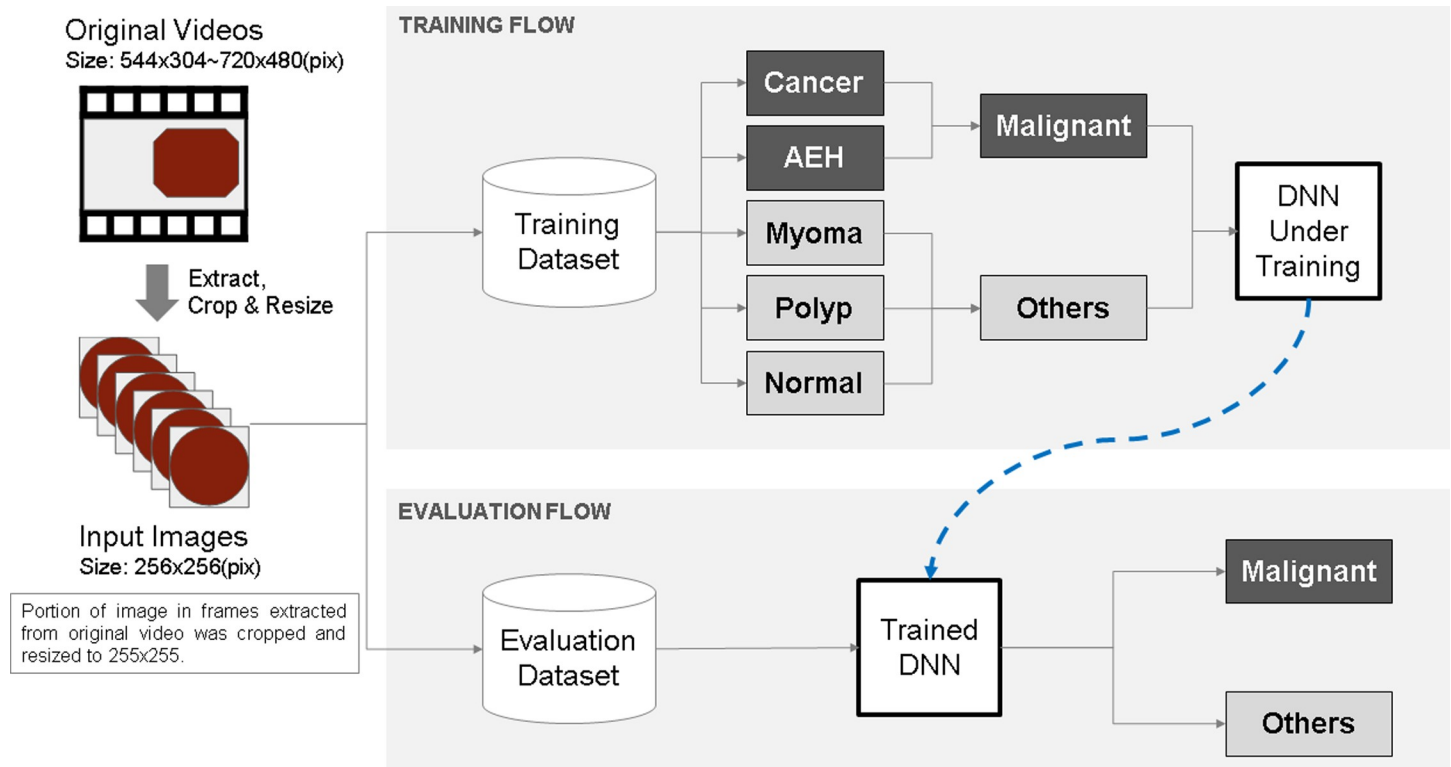 Original Videos
Size: 544x304~720x480(pix)
Extract,
Crop & Resize
Input Images
Size: 256x256(pix)
Portion of image in frames extracted
from original video was cropped and
resized to 255x255.
TRAINING FLOW
Training
Dataset
Cancer
AEH
Myoma
Polyp
Normal
Malignant
Others
DNN
Under
Training
EVALUATION FLOW
Evaluation
Dataset
Trained
DNN
Malignant
Others